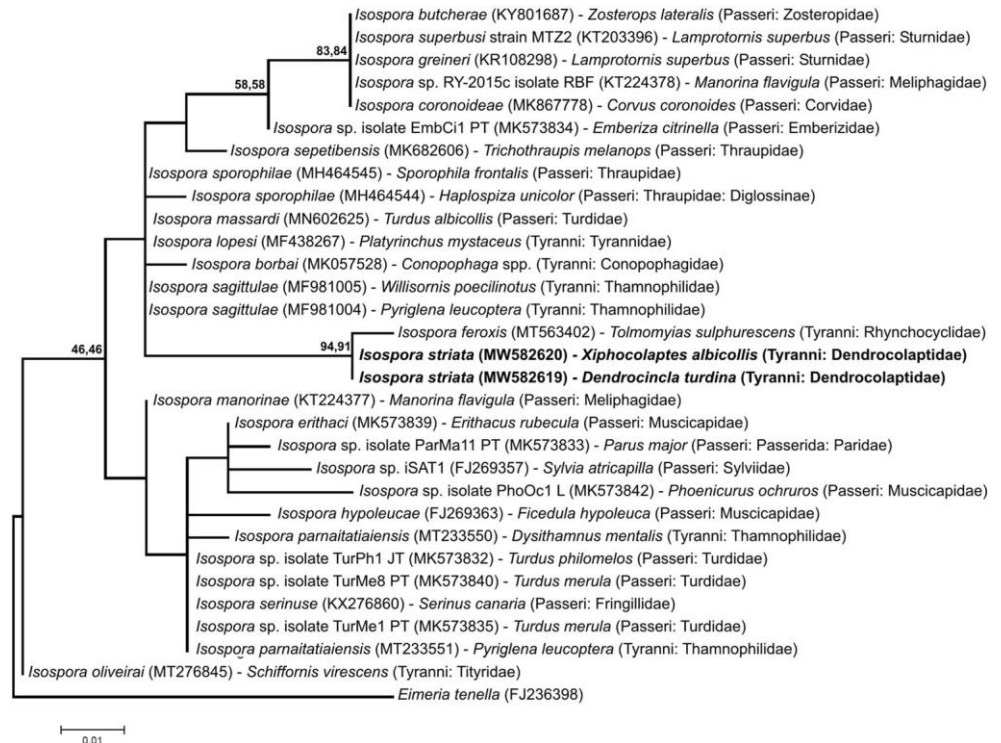 Isospora butcherae (KY801687) - Zosterops lateralis (Passeri: Zosteropidae)
Isospora superbusi strain MTZ2 (KT203396) - Lamprotornis superbus (Passeri: Sturnidae)
83,84
Isospora greineri (KR108298) - Lamprotornis superbus (Passeri: Sturnidae)
58,58
Isospora sp. RY-2015c isolate RBF (KT224378) - Manorina flavigula (Passeri: Meliphagidae)
Isospora coronoideae (MK867778) - Corvus coronoides (Passeri: Corvidae)
Isospora sp. isolate EmbCi1 PT (MK573834) - Emberiza citrinella (Passeri: Emberizidae)
Isospora sepetibensis (MK682606) - Trichothraupis melanops (Passeri: Thraupidae)
Isospora sporophilae (MH464545) - Sporophila frontalis (Passeri: Thraupidae)
Isospora sporophilae (MH464544) - Haplospiza unicolor (Passeri: Thraupidae: Diglossinae)
Isospora massardi (MN602625) - Turdus albicollis (Passeri: Turdidae)
Isospora lopesi (MF438267) - Platyrinchus mystaceus (Tyranni: Tyrannidae)
Isospora borbai (MK057528) - Conopophaga spp. (Tyranni: Conopophagidae)
Isospora sagittulae (MF981005) - Willisornis poecilinotus (Tyranni: Thamnophilidae)
Isospora sagittulae (MF981004) - Pyriglena leucoptera (Tyranni: Thamnophilidae)
Isospora feroxis (MT563402) - Tolmomyias sulphurescens (Tyranni: Rhynchocyclidae)
46,46
94,91
Isospora striata (MW582620) - Xiphocolaptes albicollis (Tyranni: Dendrocolaptidae)
Isospora striata (MW582619) - Dendrocincla turdina (Tyranni: Dendrocolaptidae)
Isospora manorinae (KT224377) - Manorina flavigula (Passeri: Meliphagidae)
Isospora erithaci (MK573839) - Erithacus rubecula (Passeri: Muscicapidae)
Isospora sp. isolate ParMa11 PT (MK573833) - Parus major (Passeri: Passerida: Paridae)
Isospora sp. iSAT1 (FJ269357) - Sylvia atricapilla (Passeri: Sylviidae)
Isospora sp. isolate PhoOc1 L (MK573842) - Phoenicurus ochruros (Passeri: Muscicapidae)
Isospora hypoleucae (FJ269363) - Ficedula hypoleuca (Passeri: Muscicapidae)
Isospora parnaitatiaiensis (MT233550) - Dysithamnus mentalis (Tyranni: Thamnophilidae)
Isospora sp. isolate TurPh1 JT (MK573832) - Turdus philomelos (Passeri: Turdidae)
Isospora sp. isolate TurMe8 PT (MK573840) - Turdus merula (Passeri: Turdidae)
Isospora serinuse (KX276860) - Serinus canaria (Passeri: Fringillidae)
Isospora sp. isolate TurMe1 PT (MK573835) - Turdus merula (Passeri: Turdidae)
Isospora parnaitatiaiensis (MT233551) - Pyriglena leucoptera (Tyranni: Thamnophilidae)
Isospora oliveirai (MT276845) - Schiffornis virescens (Tyranni: Tityridae)
Eimeria tenella (FJ236398)
0.01